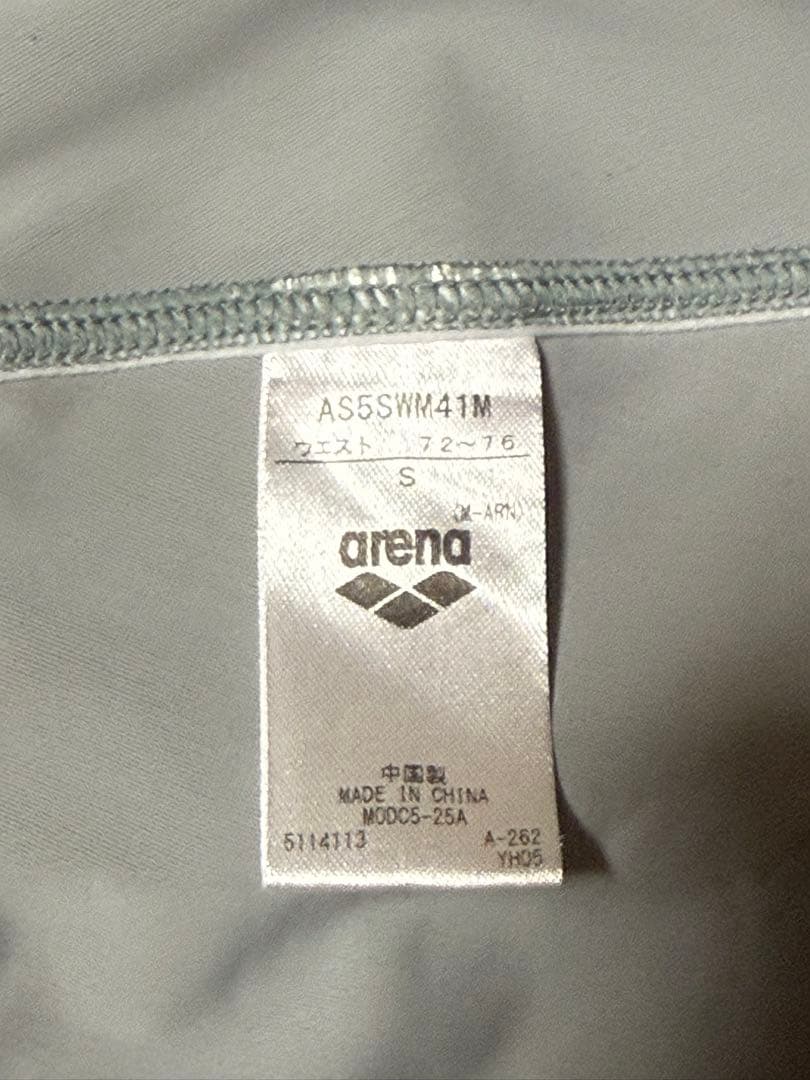 AS5SWM41M
ウエスト 72～76
S
(M-ARN)
arena
中国製
MADE IN CHINA
MODC5-25A
5114113 A-262
YH05